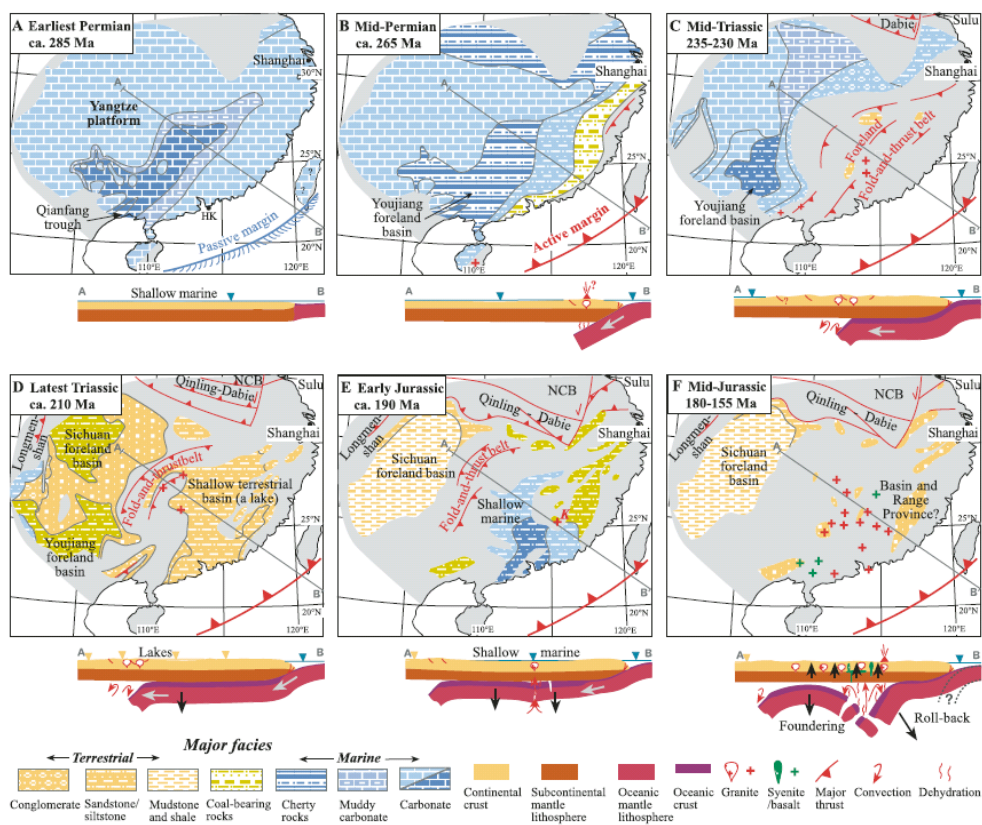 A Earliest Permian
ca. 285 Ma
Shanghai
30°N
A
Yangtze
platform
25°N
?
?
Qianfang
trough
HK
Passive margin
B
20°N
110°E
120°E
B Mid-Permian
ca. 265 Ma
Shanghai
A
25°N
Youjiang
foreland
basin
Active margin
B
20°N
110°E
120°E
C Mid-Triassic
235-230 Ma
Dabie
Sulu
Shanghai
A
Foreland
Fold-and-thrust belt
25°N
Youjiang
foreland basin
B
20°N
110°E
120°E
A
Shallow marine
B
A
?
B
A
?
B
D Latest Triassic
ca. 210 Ma
NCB
Qinling-Dabie
Sulu
Longmen-
shan
Sichuan
foreland
basin
Shanghai
A
Fold-and-thrustbelt
Shallow terrestrial
basin (a lake)
25°N
Youjiang
foreland
basin
B
20°N
110°E
120°E
E Early Jurassic
ca. 190 Ma
NCB
Sulu
Qinling - Dabie
Longmen-
shan
Shanghai
A
Sichuan
foreland basin
Fold-and-thrustbelt
Shallow
marine
K
25°N
B
20°N
110°E
120°E
F Mid-Jurassic
180-155 Ma
NCB
Sulu
Qinling - Dabie
Longmen-
shan
Shanghai
A
Sichuan
foreland
basin
Basin and
Range
Province?
25°N
B
20°N
110°E
120°E
A
Lakes
B
A
Shallow marine
B
A
B
?
Foundering
Roll-back
Major facies
Terrestrial
Marine
Conglomerate
Sandstone/
siltstone
Mudstone
and shale
Coal-bearing
rocks
Cherty
rocks
Muddy
carbonate
Carbonate
Continental
crust
Subcontinental
mantle
lithosphere
Oceanic
mantle
lithosphere
Oceanic
crust
Granite
Syenite
/basalt
Major
thrust
Convection
Dehydration